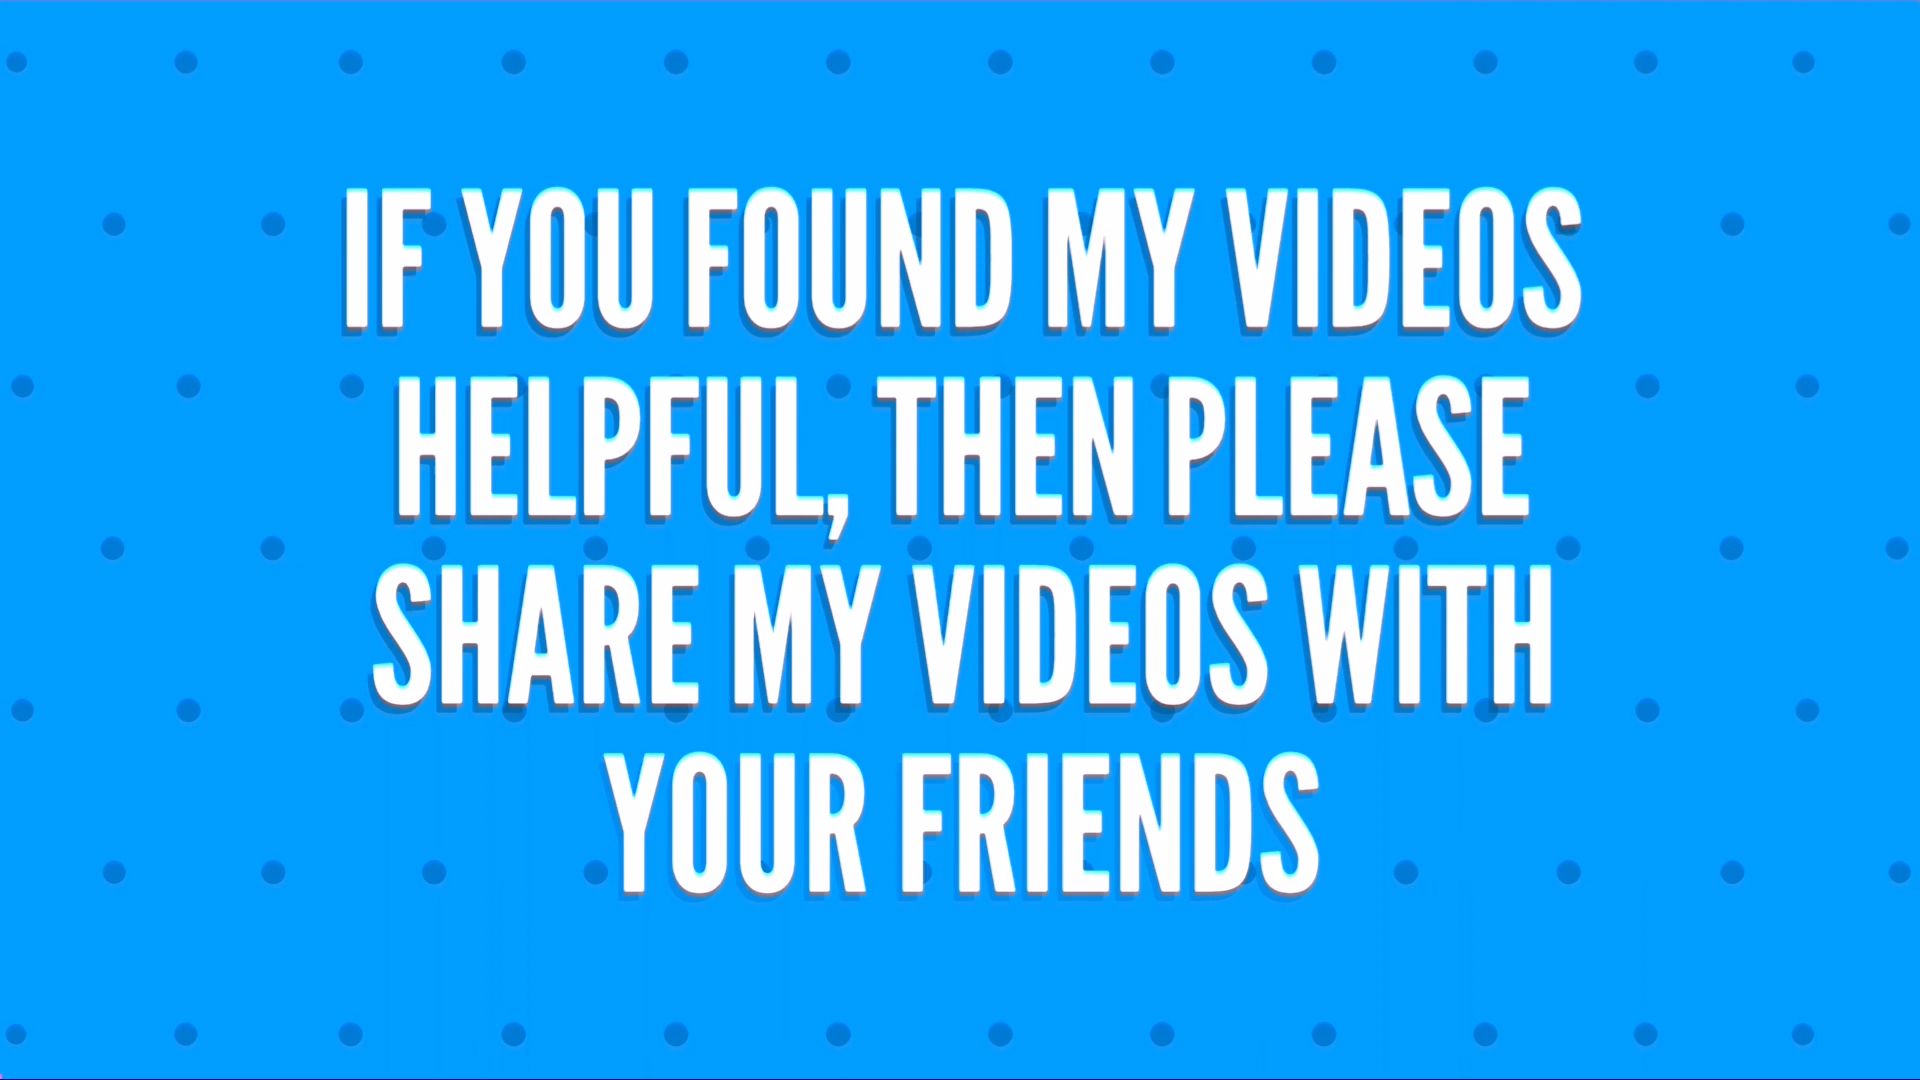 IF YOU FOUND MY VIDEOS
HELPFUL, THEN PLEASE
SHARE MY VIDEOS WITH
YOUR FRIENDS